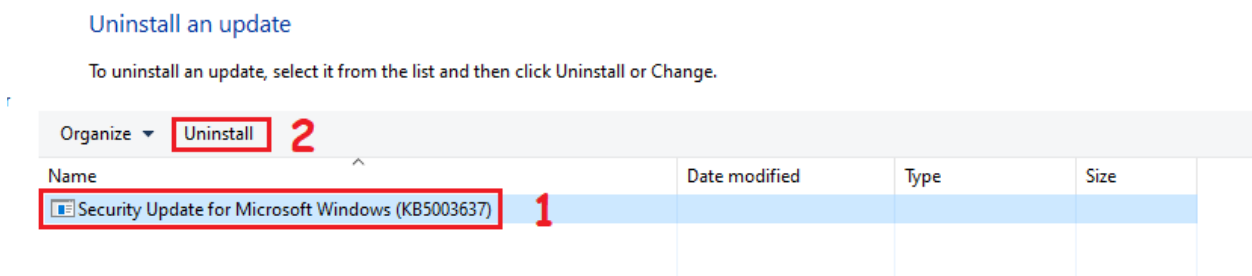 Uninstall an update
To uninstall an update, select it from the list and then click Uninstall or Change.
Organize Uninstall 2
Name Date modified Type Size
Security Update for Microsoft Windows (KB5003637) 1